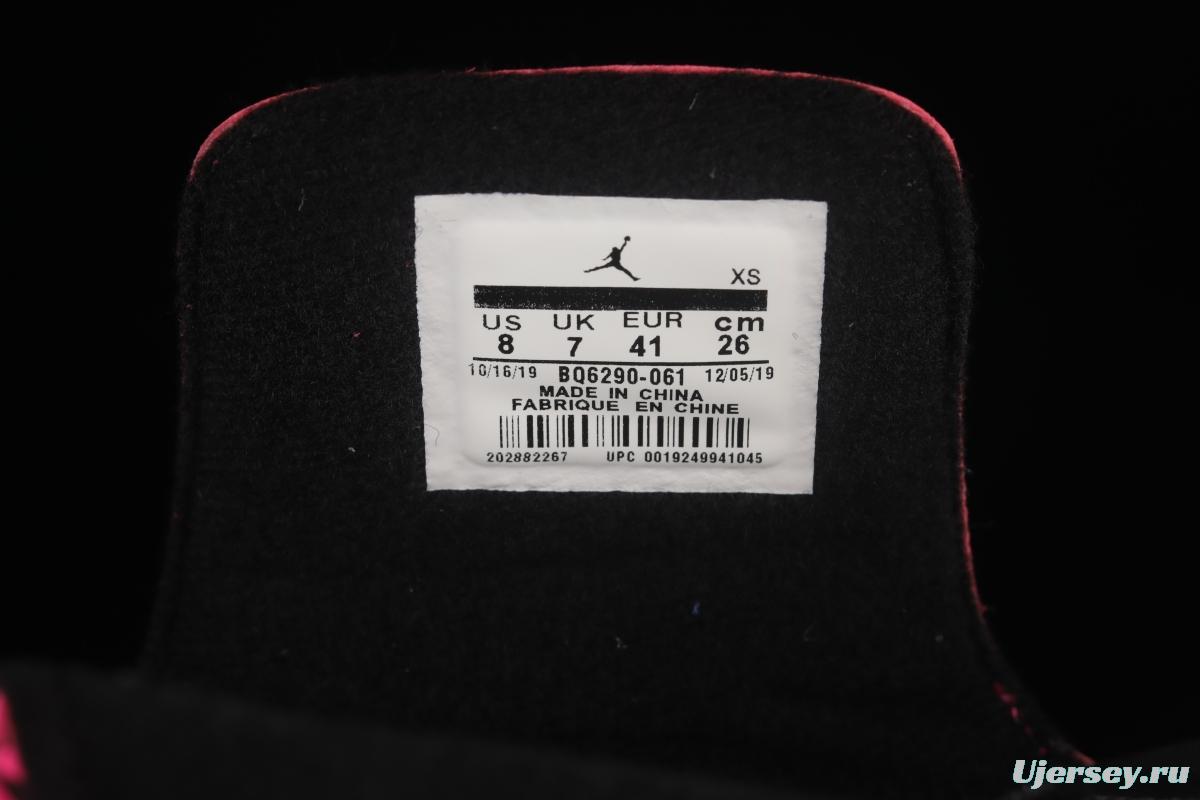 XS
US UK EUR cm
8 7 41 26
10/16/19 BQ6290-061 12/05/19
MADE IN CHINA
FABRIQUE EN CHINE
202882267 UPC 0019249941045
Ujersey.ru